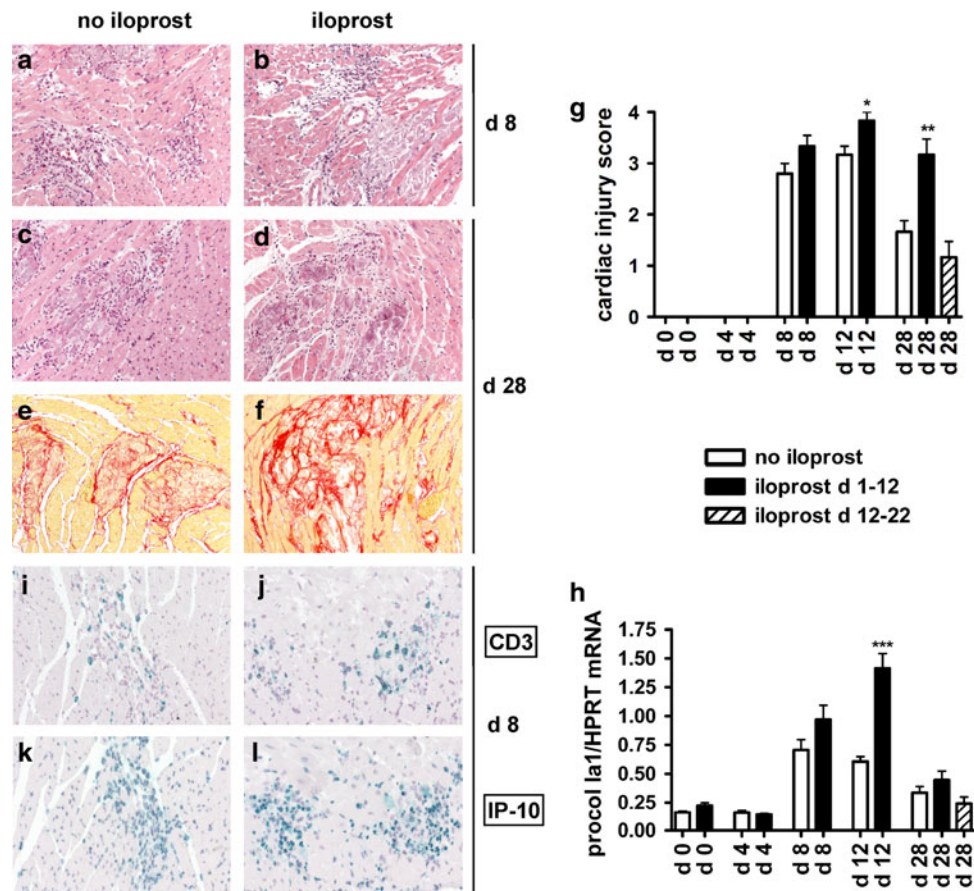 no iloprost
iloprost
a
b
d 8
c
d
d 28
e
f
i
j
CD3
d 8
k
l
IP-10
g
cardiac injury score
4
3
2
1
0
*
**
d 0
d 0
d 4
d 4
d 8
d 8
d 12
d 12
d 28
d 28
d 28
no iloprost
iloprost d 1-12
iloprost d 12-22
h
procol Ia1/HPRT mRNA
1.75
1.50
1.25
1.00
0.75
0.50
0.25
0.00
***
d 0
d 0
d 4
d 4
d 8
d 8
d 12
d 12
d 28
d 28
d 28